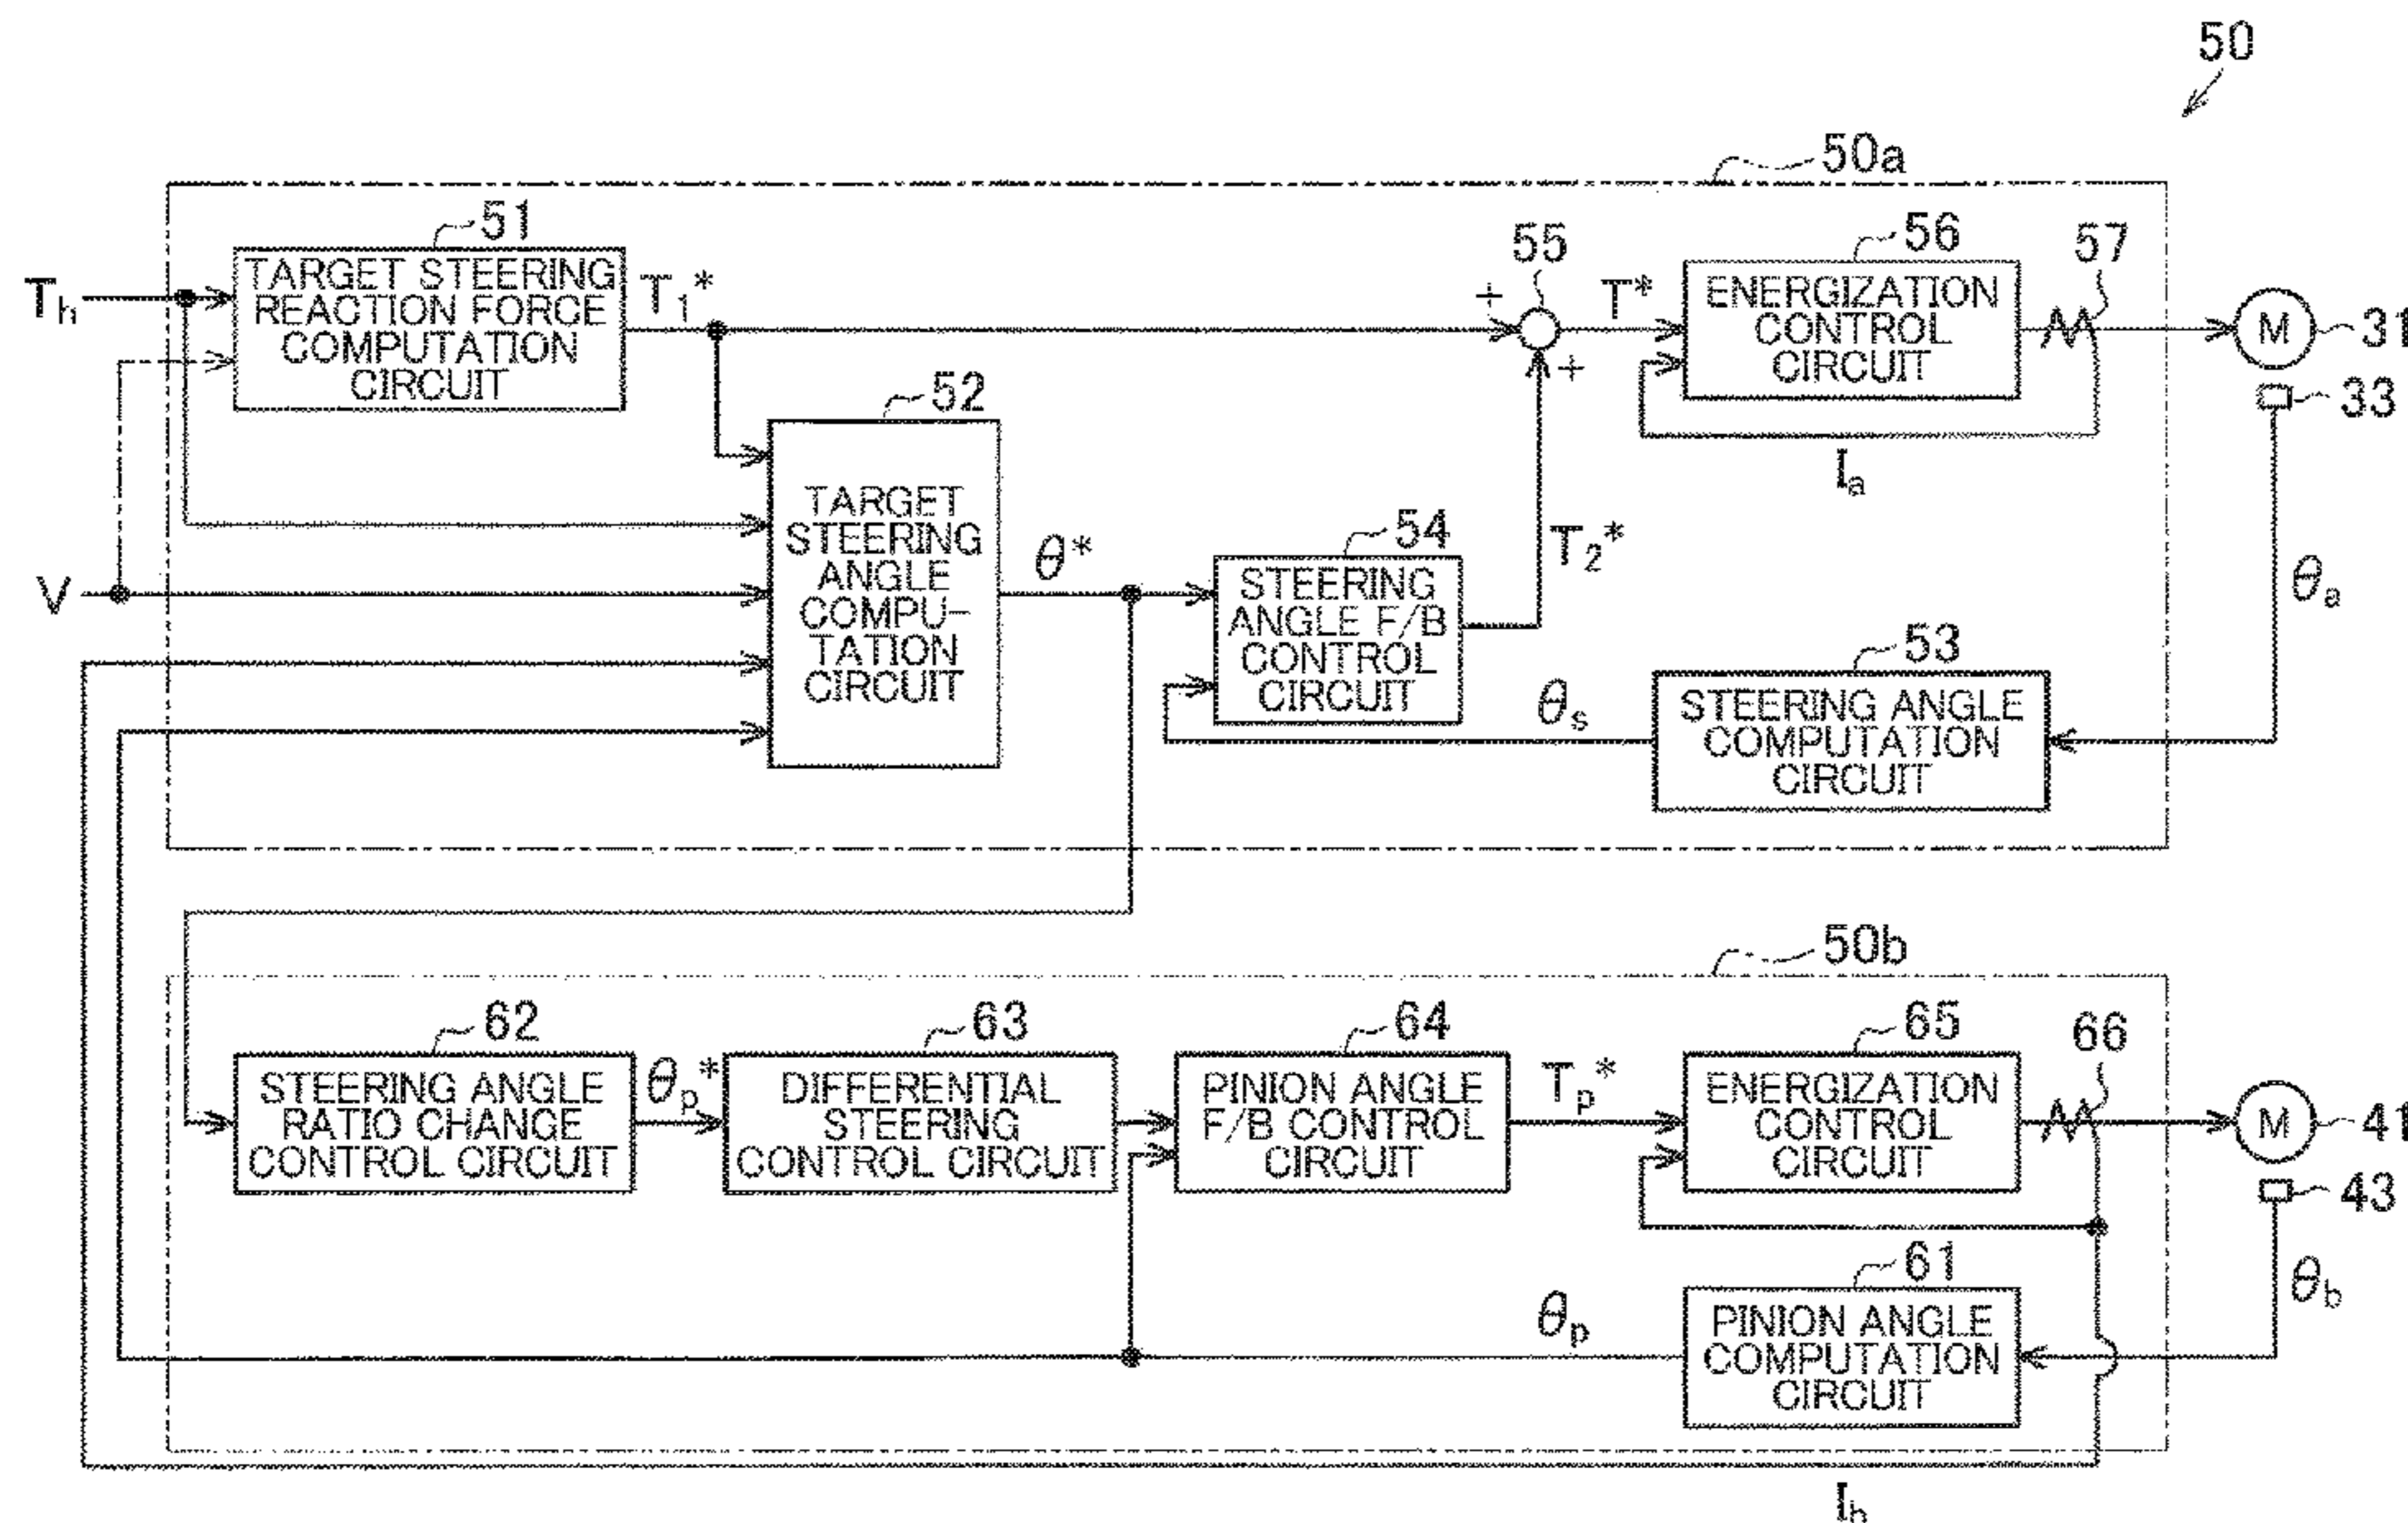 50
50a
51
TARGET STEERING
REACTION FORCE
COMPUTATION
CIRCUIT
Th
T1*
55
+
+
T*
56
ENERGIZATION
CONTROL
CIRCUIT
57
M
31
33
Ia
52
TARGET
STEERING
ANGLE
COMPU-
TATION
CIRCUIT
V
θ*
54
STEERING
ANGLE F/B
CONTROL
CIRCUIT
T2*
θa
53
STEERING ANGLE
COMPUTATION
CIRCUIT
θs
50b
62
STEERING ANGLE
RATIO CHANGE
CONTROL CIRCUIT
θp*
63
DIFFERENTIAL
STEERING
CONTROL CIRCUIT
64
PINION ANGLE
F/B CONTROL
CIRCUIT
Tp*
65
ENERGIZATION
CONTROL
CIRCUIT
66
M
41
43
61
PINION ANGLE
COMPUTATION
CIRCUIT
θp
θb
Ib